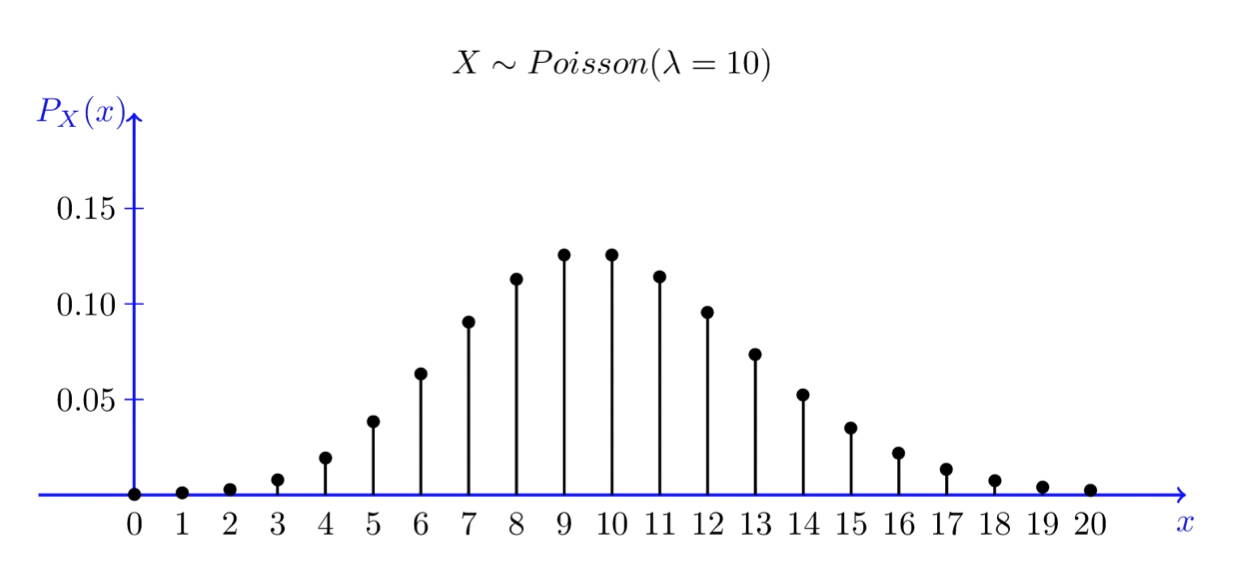 X ∼ Poisson(λ = 10)
P_X(x)
0.15
0.10
0.05
0 1 2 3 4 5 6 7 8 9 10 11 12 13 14 15 16 17 18 19 20 x